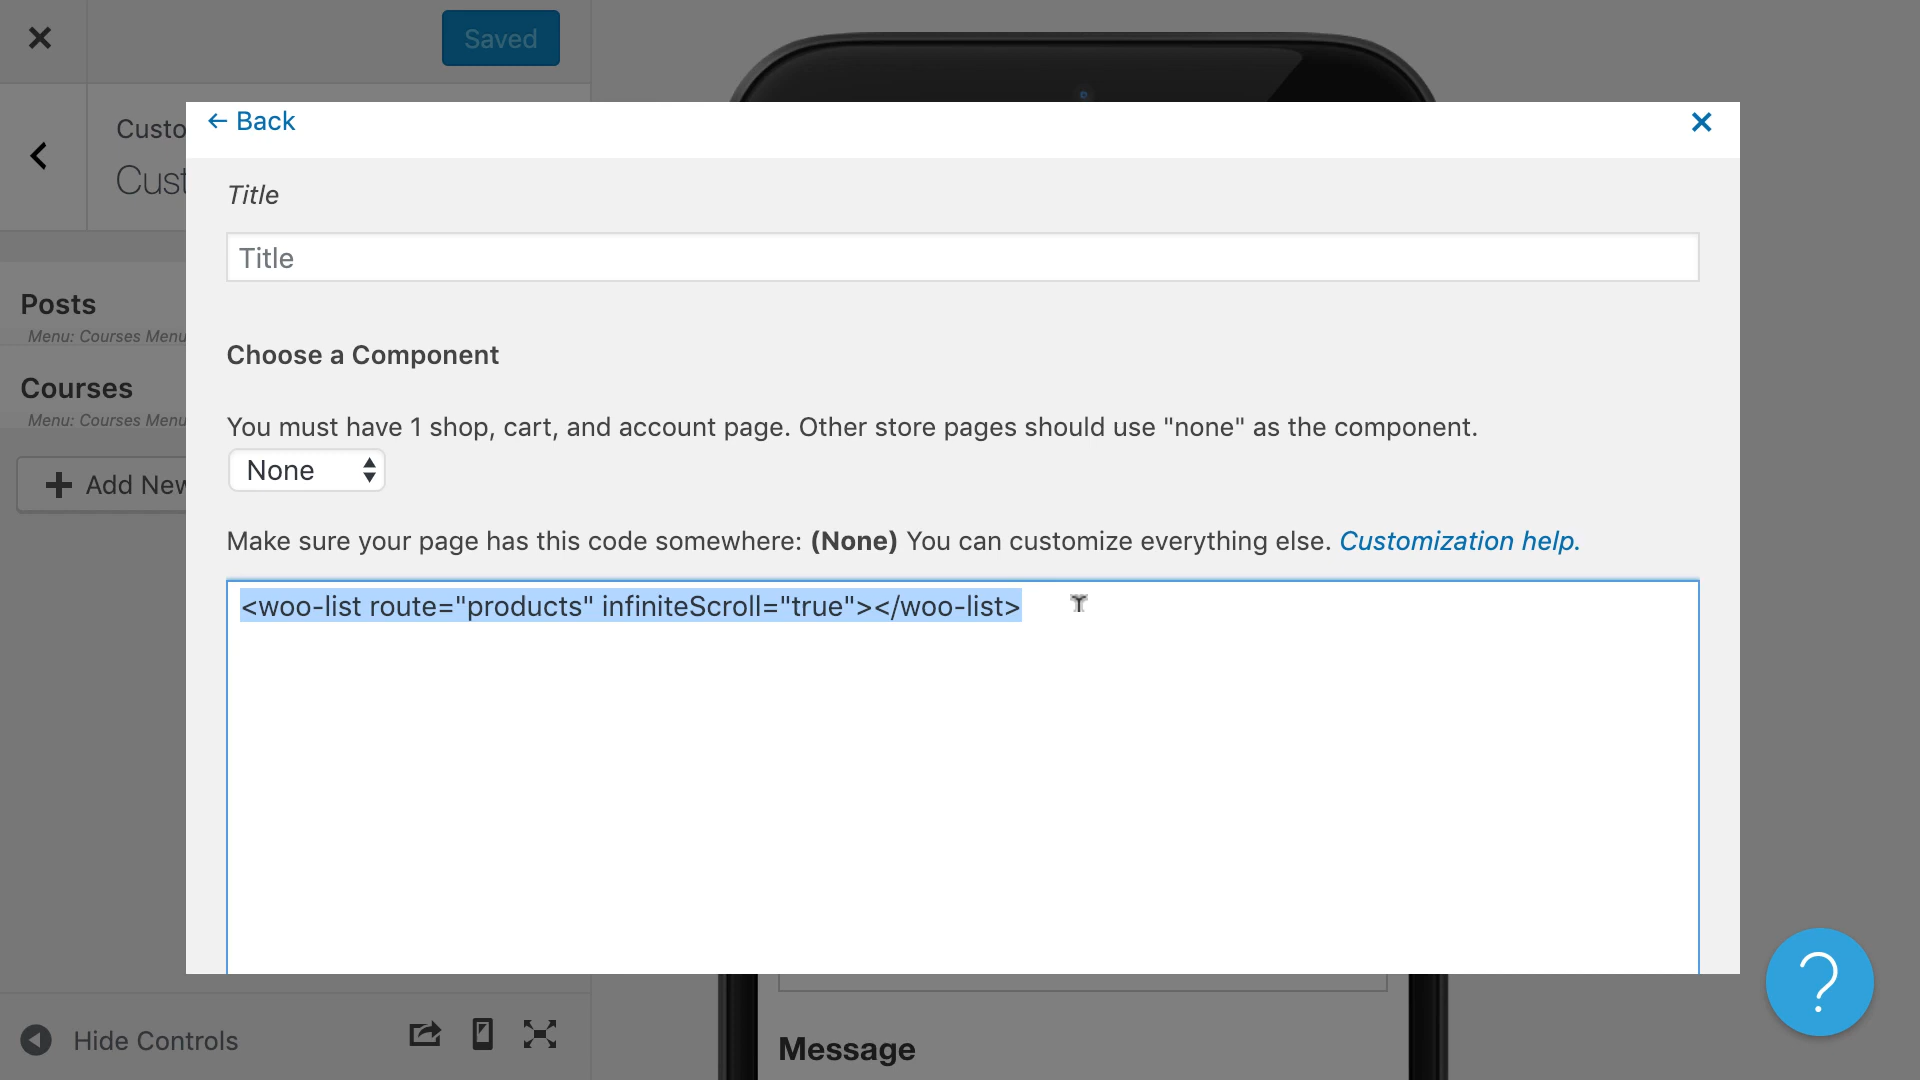 Saved
Custo
Cust
← Back
Title
Title
Posts
Menu: Courses Menu
Courses
Menu: Courses Menu
Add New
Choose a Component
You must have 1 shop, cart, and account page. Other store pages should use "none" as the component.
None
Make sure your page has this code somewhere: (None) You can customize everything else. Customization help.
<woo-list route="products" infiniteScroll="true"></woo-list>
Hide Controls
Message
?